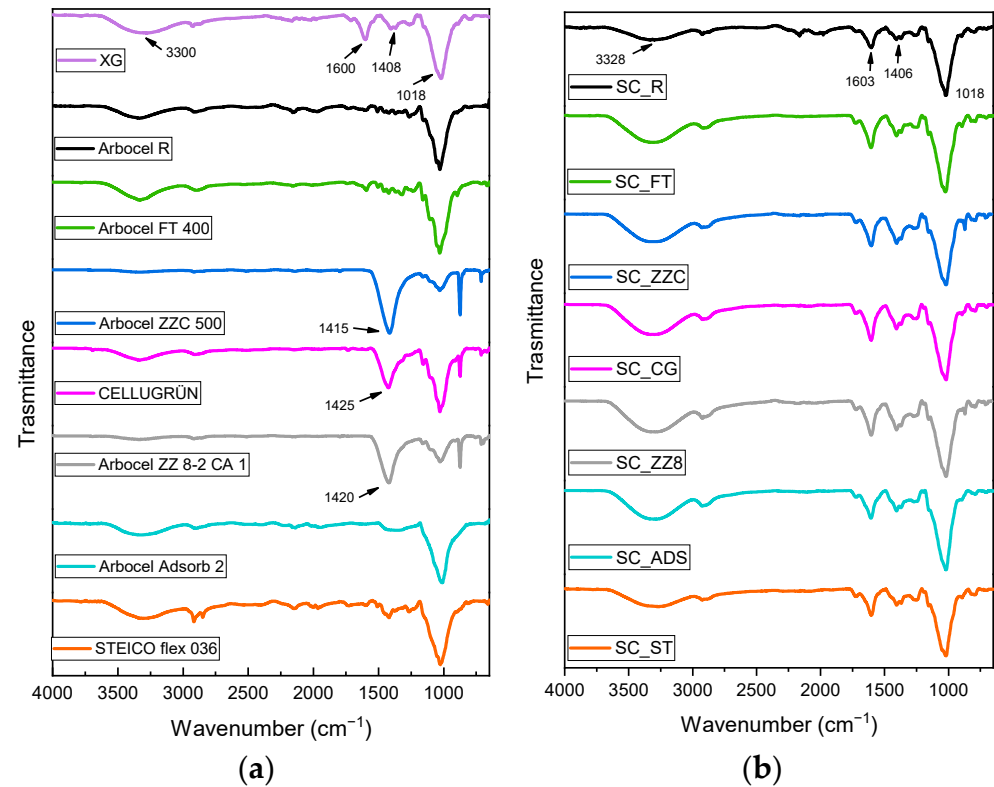 Trasmittance
3300
1600
1408
1018
XG
Arbocel R
Arbocel FT 400
Arbocel ZZC 500
1415
CELLUGRÜN
1425
Arbocel ZZ 8-2 CA 1
1420
Arbocel Adsorb 2
STEICO flex 036
4000 3500 3000 2500 2000 1500 1000
Wavenumber (cm⁻¹)
(a)
Trasmittance
3328
1603
1406
1018
SC_R
SC_FT
SC_ZZC
SC_CG
SC_ZZ8
SC_ADS
SC_ST
4000 3500 3000 2500 2000 1500 1000
Wavenumber (cm⁻¹)
(b)